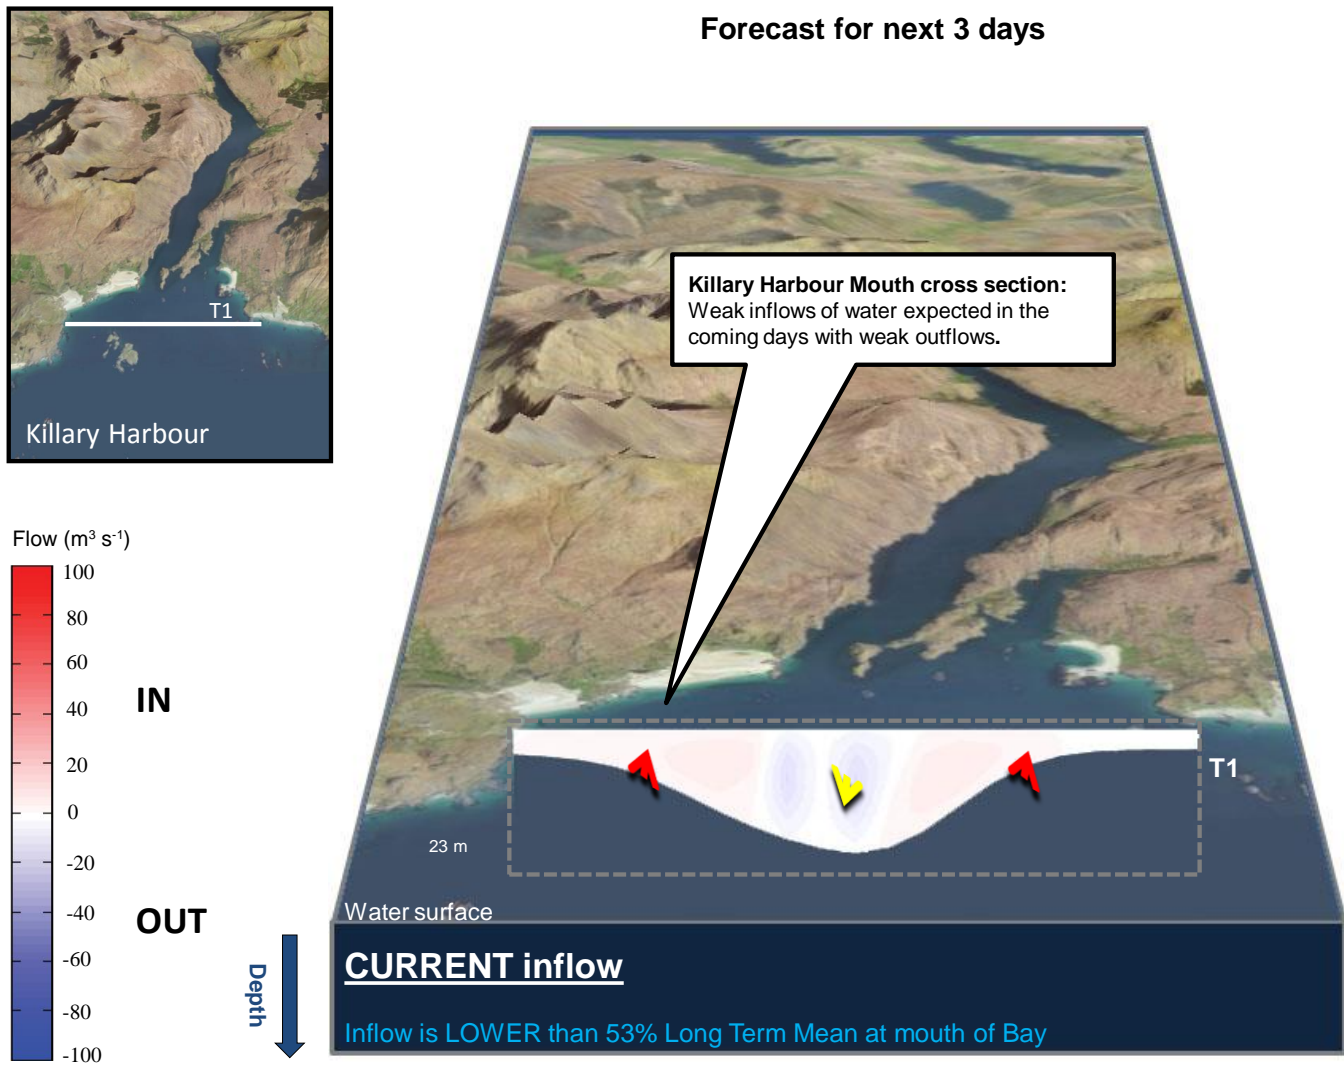 Forecast for next 3 days
T1
Killary Harbour
Killary Harbour Mouth cross section:
Weak inflows of water expected in the
coming days with weak outflows.
Flow (m³ s⁻¹)
100
80
60
40
20
0
-20
-40
-60
-80
-100
IN
OUT
Depth
T1
23 m
Water surface
CURRENT inflow
Inflow is LOWER than 53% Long Term Mean at mouth of Bay